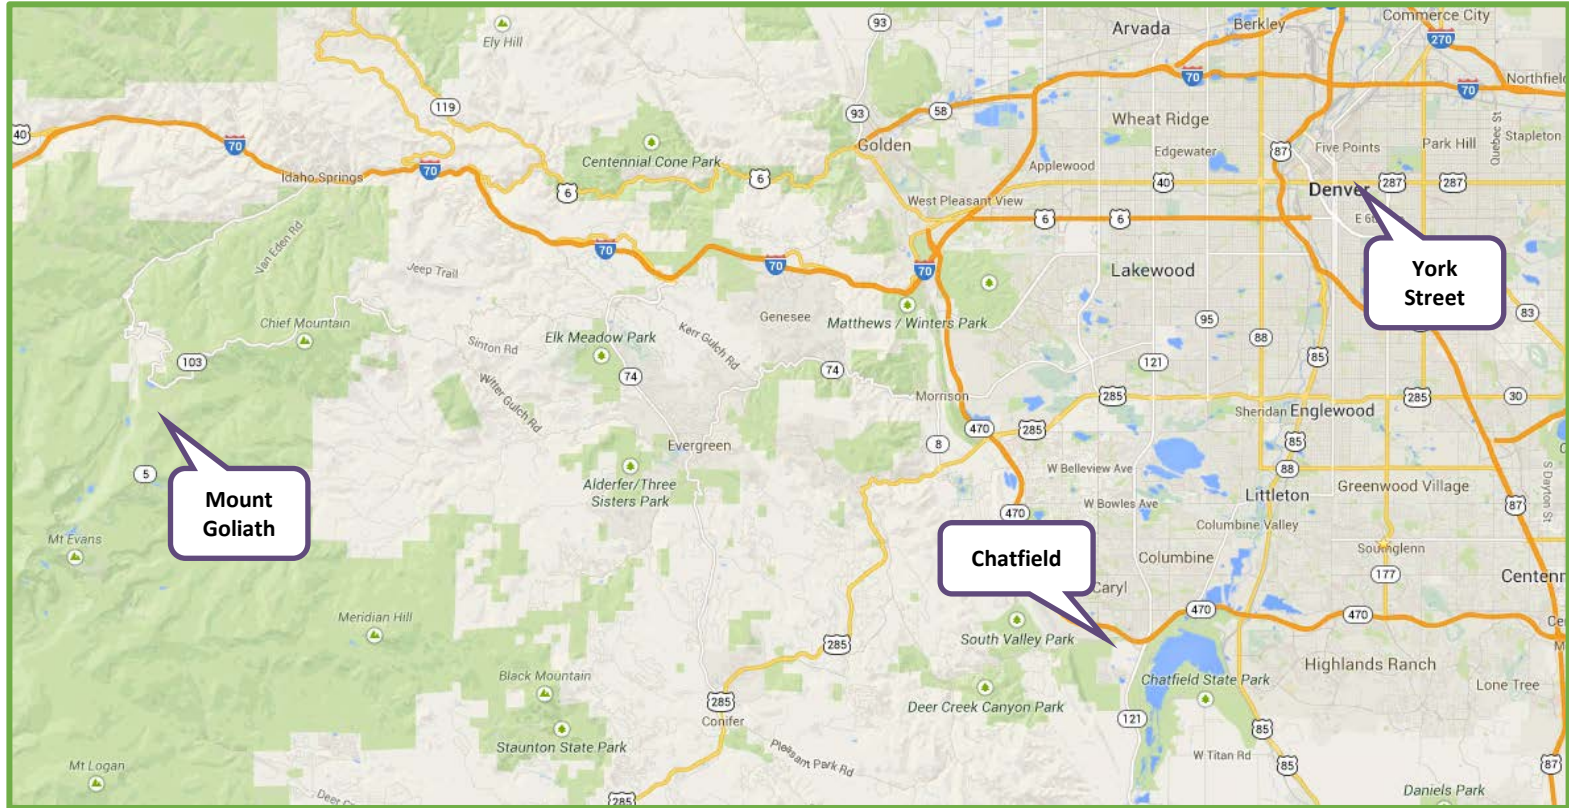 93
Commerce City
Arvada
Berkley
Ely Hill
270
70
70
Northfield
119
93
58
40
Wheat Ridge
Quebec St
70
Golden
87
Five Points
Park Hill
Stapleton
Centennial Cone Park
Edgewater
70
Applewood
Idaho Springs
6
6
40
Denver
287
287
West Pleasant View
6
6
Van Eden Rd
70
70
70
Lakewood
York
Street
Jeep Trail
Genesee
Matthews / Winters Park
95
83
Chief Mountain
Kerr Gulch Rd
Elk Meadow Park
88
Sinton Rd
85
103
121
74
74
Witter Gulch Rd
Morrison
285
285
30
Sheridan
Englewood
470
285
Evergreen
8
85
5
W Belleview Ave
88
Alderfer/Three
Sisters Park
Greenwood Village
S Dayton St
Mount
Goliath
Littleton
W Bowles Ave
87
470
Columbine Valley
Mt Evans
Chatfield
Columbine
Southglenn
177
Centenn
Caryl
470
470
Meridian Hill
South Valley Park
285
Highlands Ranch
Black Mountain
Chatfield State Park
Lone Tree
285
Deer Creek Canyon Park
Conifer
121
85
Staunton State Park
Pleasant Park Rd
W Titan Rd
85
87
Mt Logan
Daniels Park
285